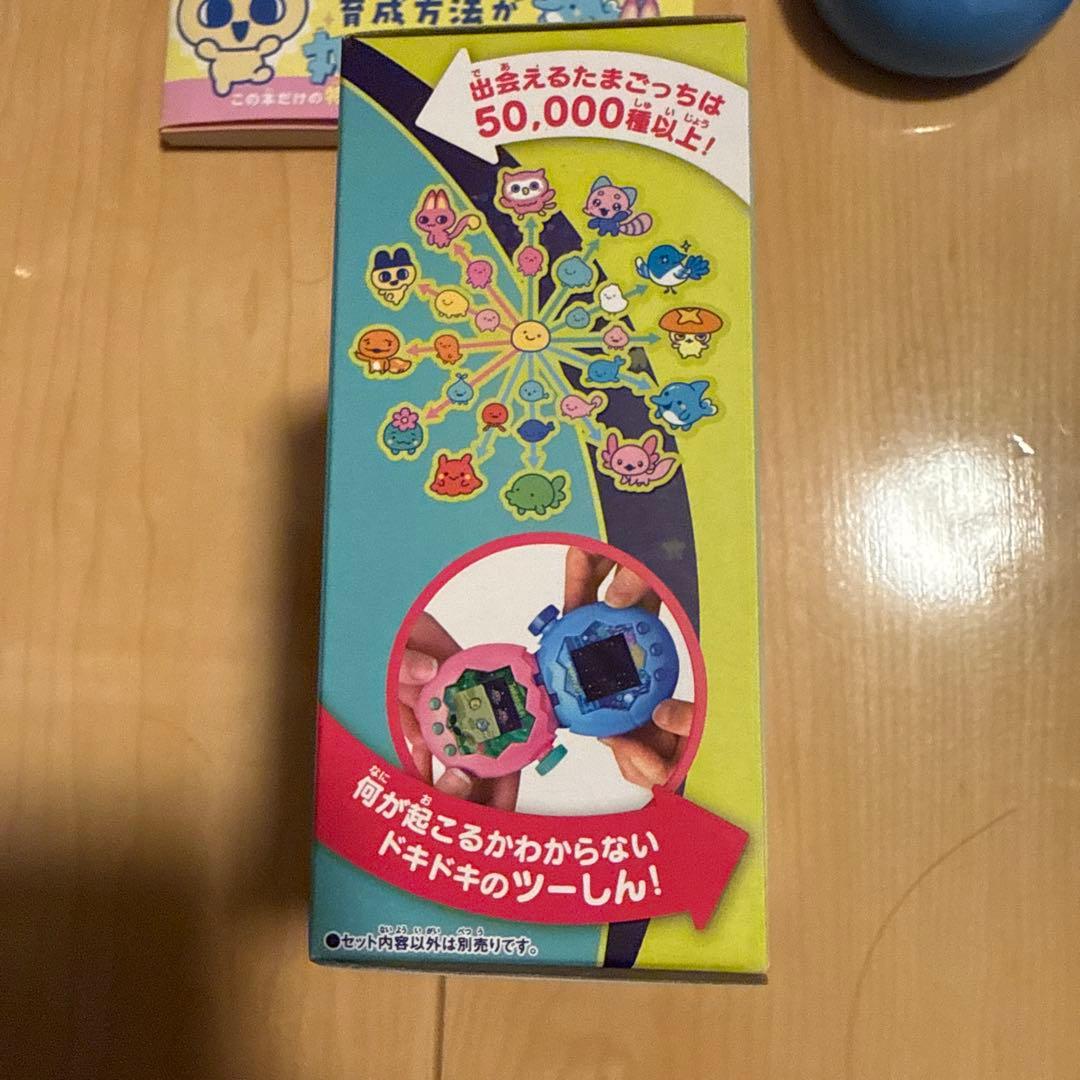 育成方法が
この本だけの
出会えるたまごっちは
50,000種以上!
何が起こるかわからない
ドキドキのツーしん!
●セット内容以外は別売りです。